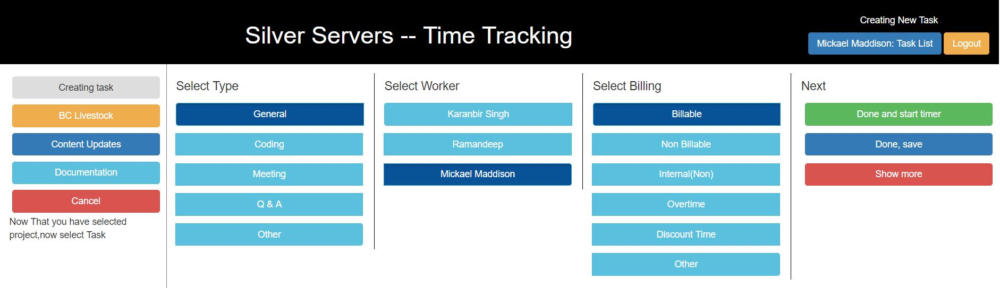 Silver Servers -- Time Tracking
Creating New Task
Mickael Maddison: Task List
Logout
Creating task
BC Livestock
Content Updates
Documentation
Cancel
Now That you have selected
project,now select Task
Select Type
General
Coding
Meeting
Q & A
Other
Select Worker
Karanbir Singh
Ramandeep
Mickael Maddison
Select Billing
Billable
Non Billable
Internal(Non)
Overtime
Discount Time
Other
Next
Done and start timer
Done, save
Show more